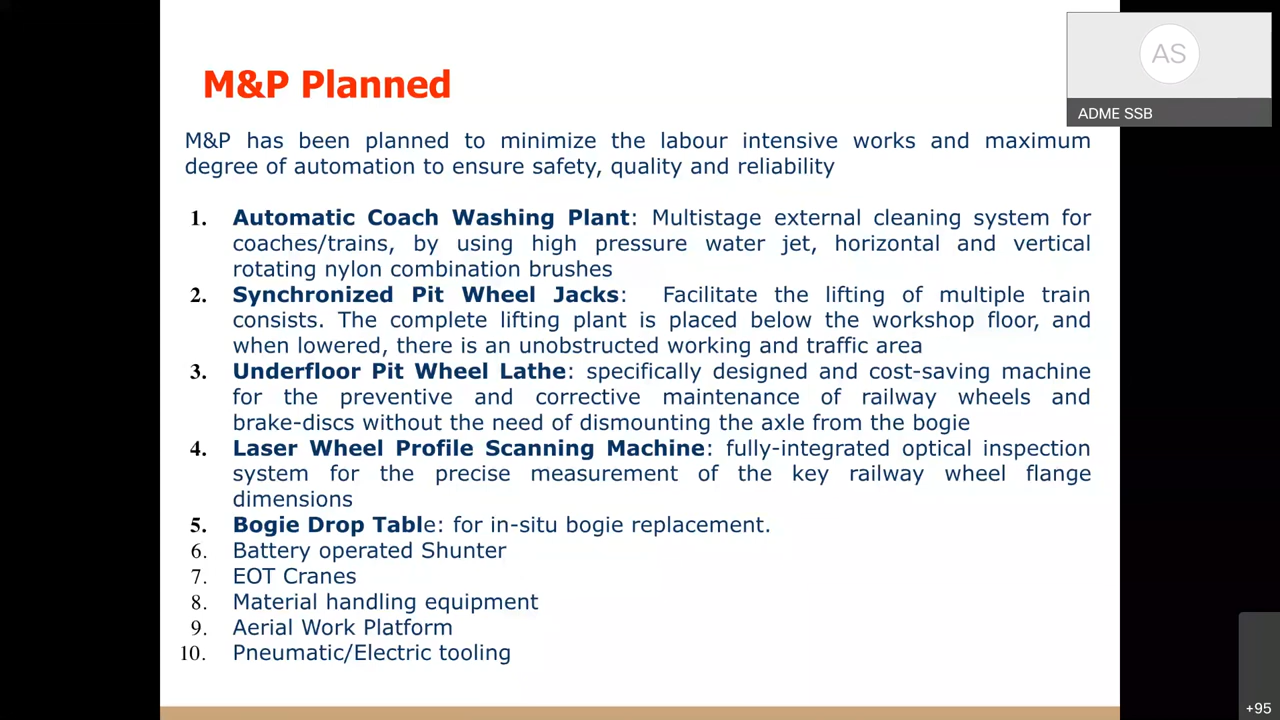 M&P Planned
AS
ADME SSB
M&P has been planned to minimize the labour intensive works and maximum
degree of automation to ensure safety, quality and reliability
1. Automatic Coach Washing Plant: Multistage external cleaning system for
coaches/trains, by using high pressure water jet, horizontal and vertical
rotating nylon combination brushes
2. Synchronized Pit Wheel Jacks: Facilitate the lifting of multiple train
consists. The complete lifting plant is placed below the workshop floor, and
when lowered, there is an unobstructed working and traffic area
3. Underfloor Pit Wheel Lathe: specifically designed and cost-saving machine
for the preventive and corrective maintenance of railway wheels and
brake-discs without the need of dismounting the axle from the bogie
4. Laser Wheel Profile Scanning Machine: fully-integrated optical inspection
system for the precise measurement of the key railway wheel flange
dimensions
5. Bogie Drop Table: for in-situ bogie replacement.
6. Battery operated Shunter
7. EOT Cranes
8. Material handling equipment
9. Aerial Work Platform
10. Pneumatic/Electric tooling
+95